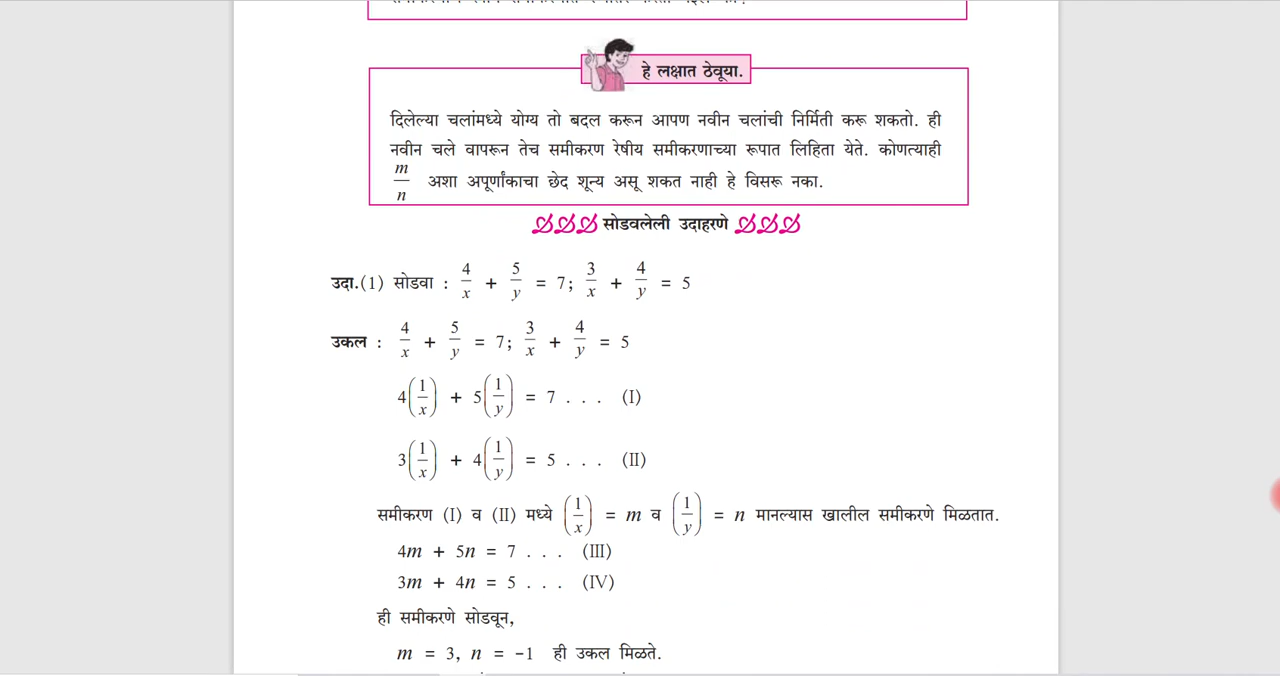 हे लक्षात ठेवूया.
दिलेल्या चलांमध्ये योग्य तो बदल करून आपण नवीन चलांची निर्मिती करू शकतो. ही
नवीन चले वापरून तेच समीकरण रेषीय समीकरणाच्या रूपात लिहिता येते. कोणत्याही
m/n अशा अपूर्णांकाचा छेद शून्य असू शकत नाही हे विसरू नका.
सोडवलेली उदाहरणे
उदा.(1) सोडवा : 4/x + 5/y = 7; 3/x + 4/y = 5
उकल : 4/x + 5/y = 7; 3/x + 4/y = 5
4(1/x) + 5(1/y) = 7 . . . (I)
3(1/x) + 4(1/y) = 5 . . . (II)
समीकरण (I) व (II) मध्ये (1/x) = m व (1/y) = n मानल्यास खालील समीकरणे मिळतात.
4m + 5n = 7 . . . (III)
3m + 4n = 5 . . . (IV)
ही समीकरणे सोडवून,
m = 3, n = -1 ही उकल मिळते.